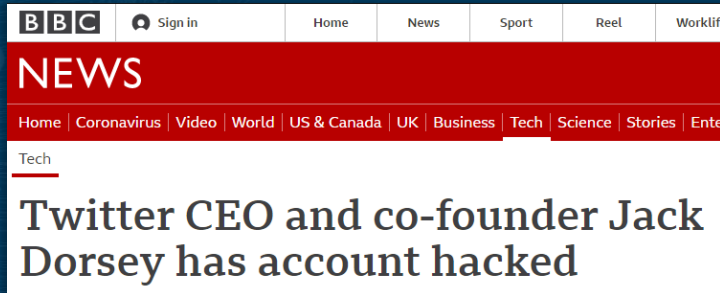 BBC Sign in Home News Sport Reel
NEWS
Home Coronavirus Video World US & Canada UK Business Tech Science Stories
Tech
Twitter CEO and co-founder Jack
Dorsey has account hacked